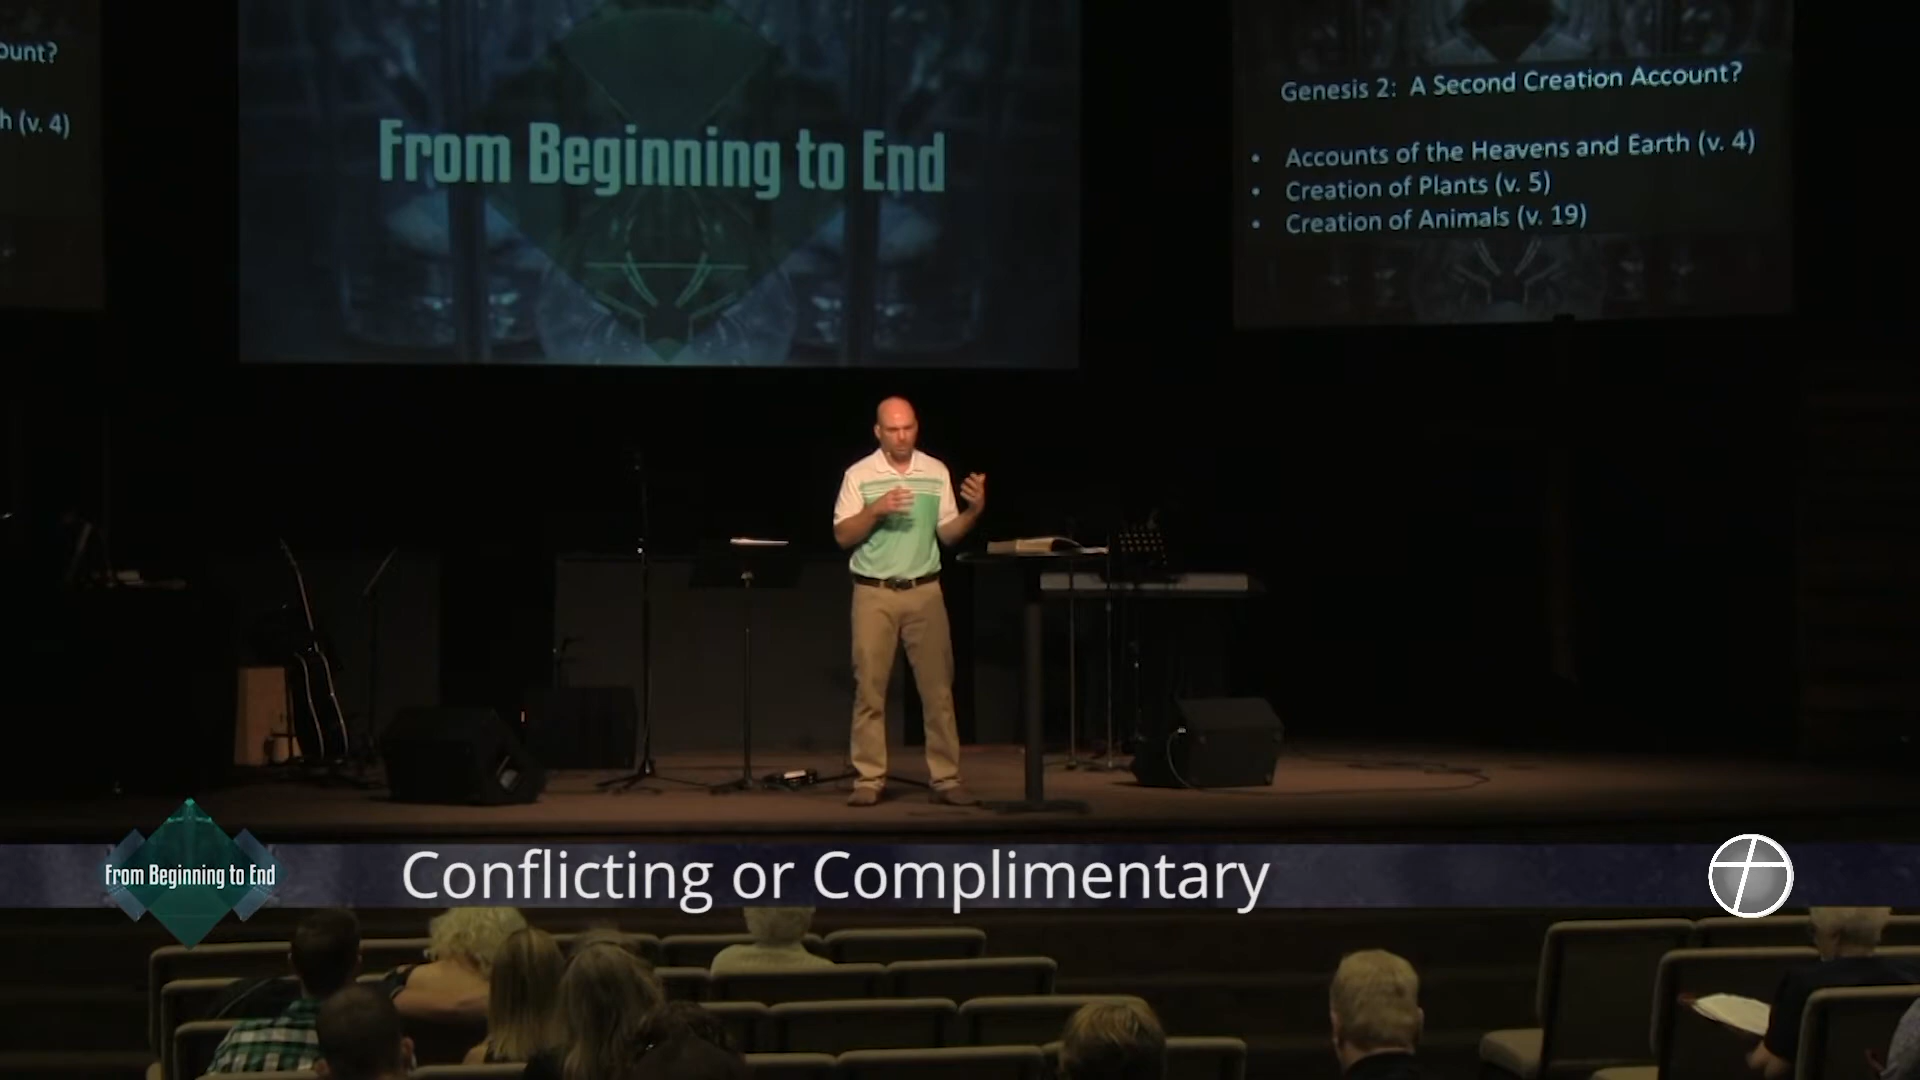 ount?
h (v. 4)
From Beginning to End
Genesis 2: A Second Creation Account?
• Accounts of the Heavens and Earth (v. 4)
• Creation of Plants (v. 5)
• Creation of Animals (v. 19)
From Beginning to End
Conflicting or Complimentary